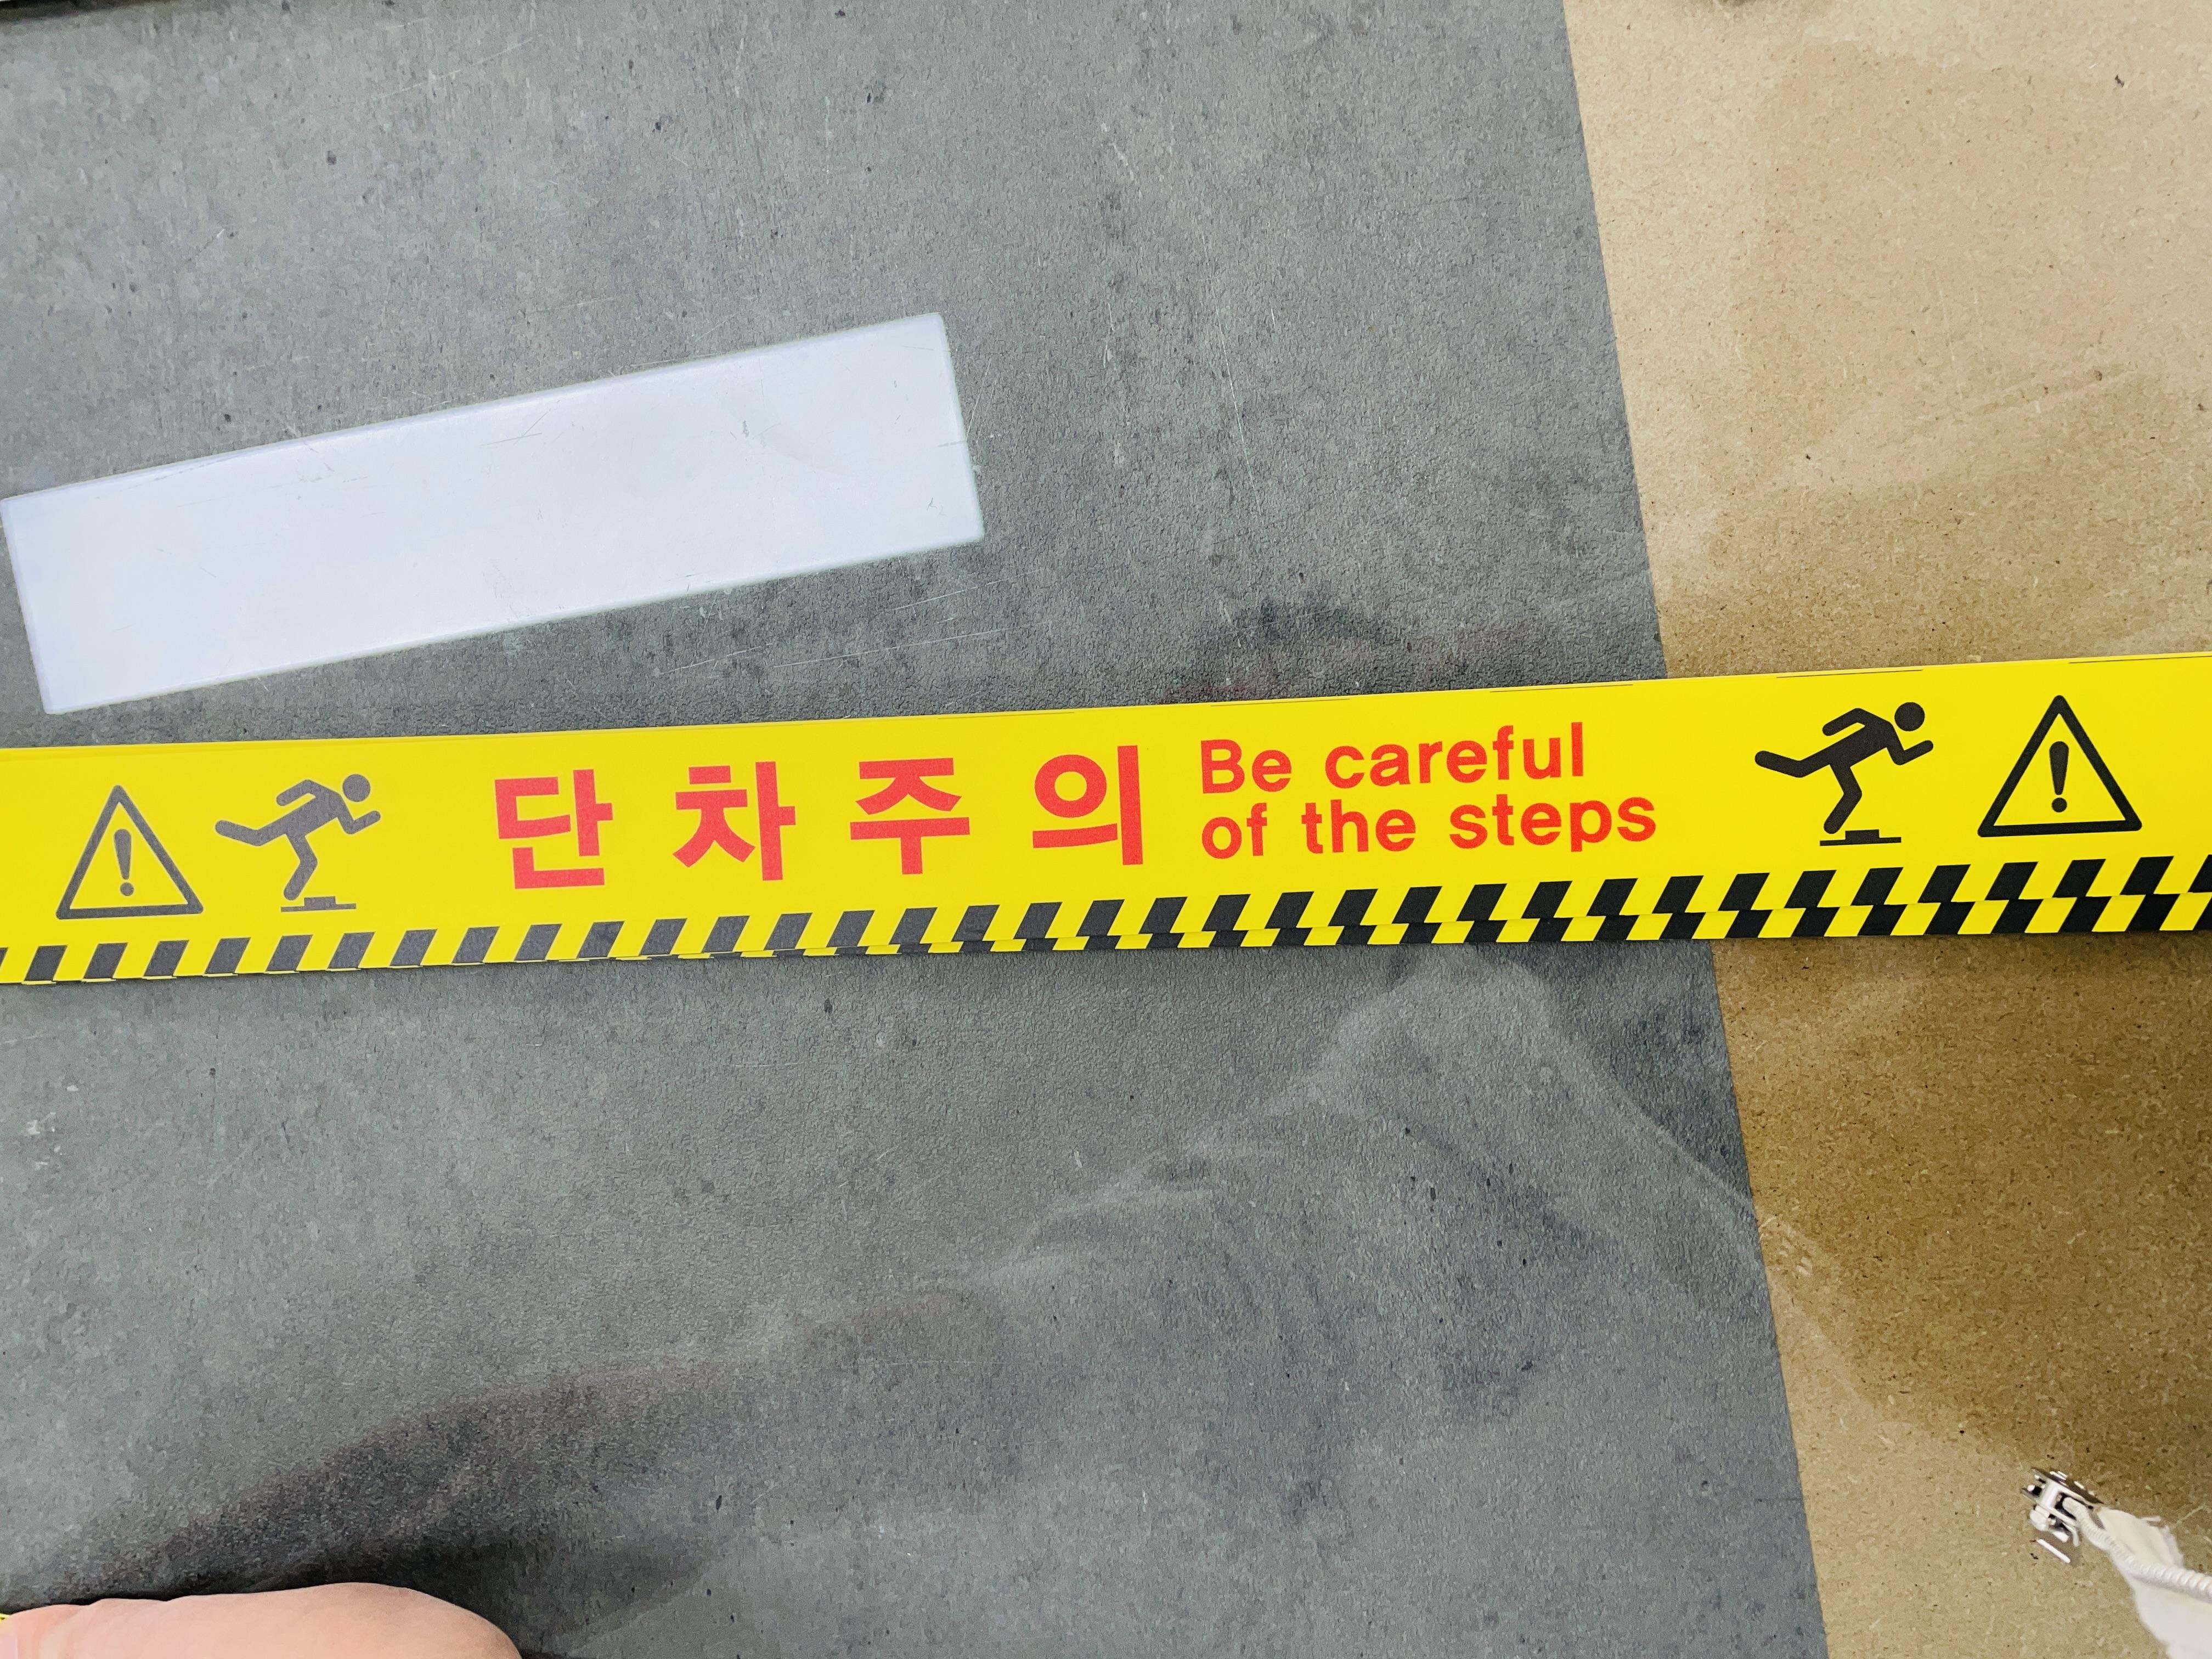 단차주의
Be careful
of the steps